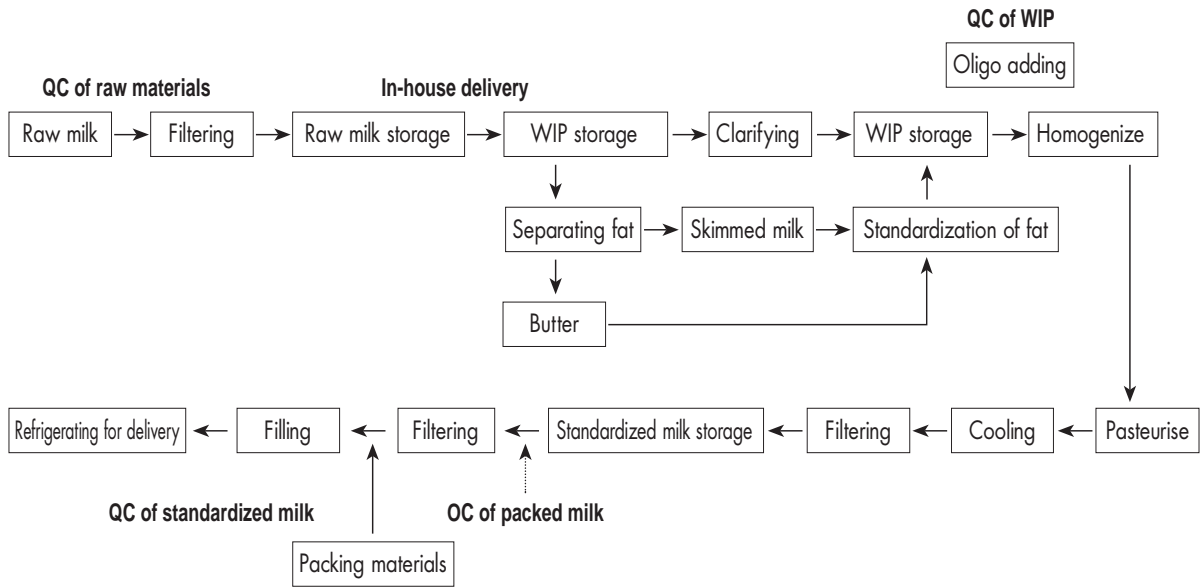 QC of WIP
Oligo adding
QC of raw materials
In-house delivery
Raw milk
Filtering
Raw milk storage
WIP storage
Clarifying
WIP storage
Homogenize
Separating fat
Skimmed milk
Standardization of fat
Butter
Refrigerating for delivery
Filling
Filtering
Standardized milk storage
Filtering
Cooling
Pasteurise
QC of standardized milk
OC of packed milk
Packing materials